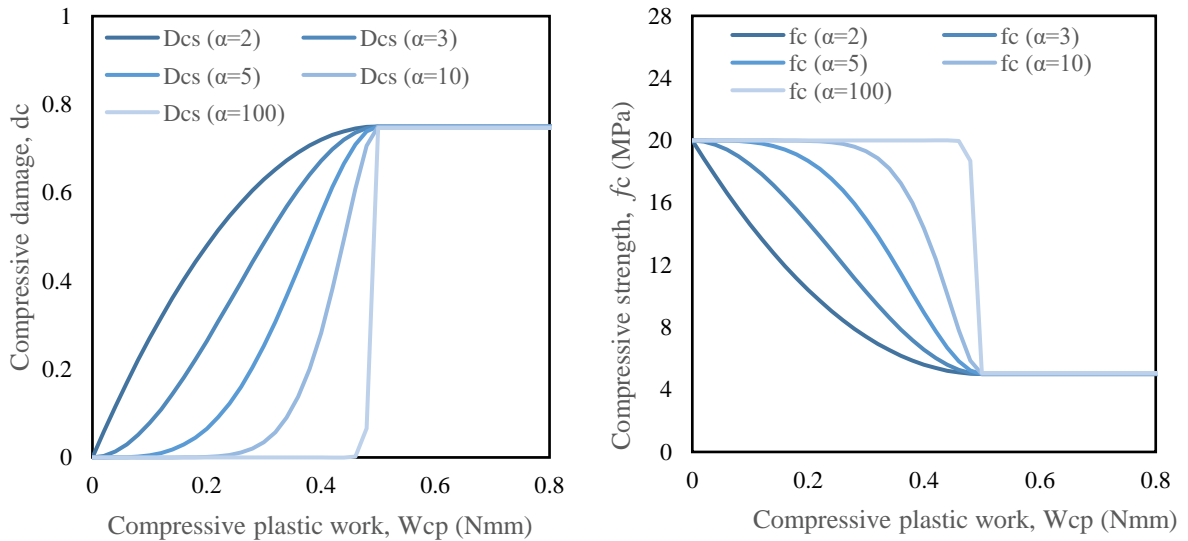 1
Dcs (α=2) Dcs (α=3)
Dcs (α=5) Dcs (α=10)
Dcs (α=100)
0.8
0.6
0.4
0.2
0
0 0.2 0.4 0.6 0.8
Compressive damage, dc
Compressive plastic work, Wcp (Nmm)
28
fc (α=2) fc (α=3)
fc (α=5) fc (α=10)
fc (α=100)
24
20
16
12
8
4
0
0 0.2 0.4 0.6 0.8
Compressive strength, fc (MPa)
Compressive plastic work, Wcp (Nmm)